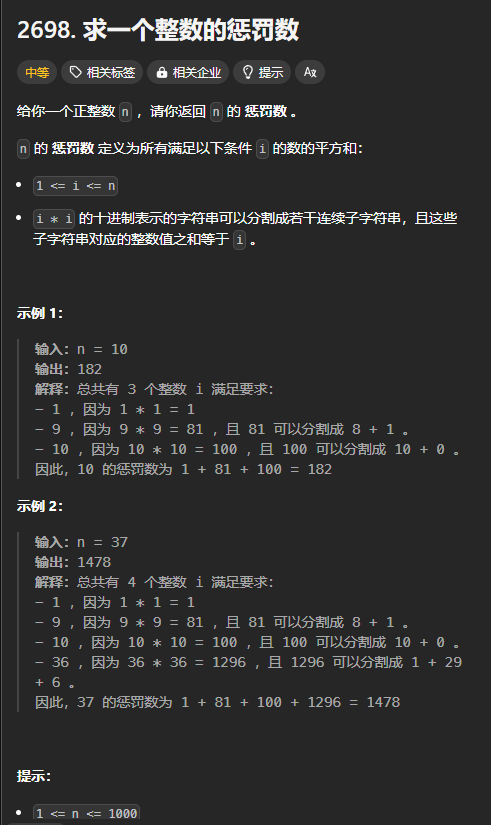 2698. 求一个整数的惩罚数
中等 相关标签 相关企业 提示 A文
给你一个正整数 n ，请你返回 n 的 惩罚数 。
n 的 惩罚数 定义为所有满足以下条件 i 的数的平方和：
• 1 <= i <= n
• i * i 的十进制表示的字符串可以分割成若干连续子字符串，且这些
子字符串对应的整数值之和等于 i 。
示例 1：
输入：n = 10
输出：182
解释：总共有 3 个整数 i 满足要求：
- 1 ，因为 1 * 1 = 1
- 9 ，因为 9 * 9 = 81 ，且 81 可以分割成 8 + 1 。
- 10 ，因为 10 * 10 = 100 ，且 100 可以分割成 10 + 0 。
因此，10 的惩罚数为 1 + 81 + 100 = 182
示例 2：
输入：n = 37
输出：1478
解释：总共有 4 个整数 i 满足要求：
- 1 ，因为 1 * 1 = 1
- 9 ，因为 9 * 9 = 81 ，且 81 可以分割成 8 + 1 。
- 10 ，因为 10 * 10 = 100 ，且 100 可以分割成 10 + 0 。
- 36 ，因为 36 * 36 = 1296 ，且 1296 可以分割成 1 + 29
+ 6 。
因此，37 的惩罚数为 1 + 81 + 100 + 1296 = 1478
提示：
• 1 <= n <= 1000